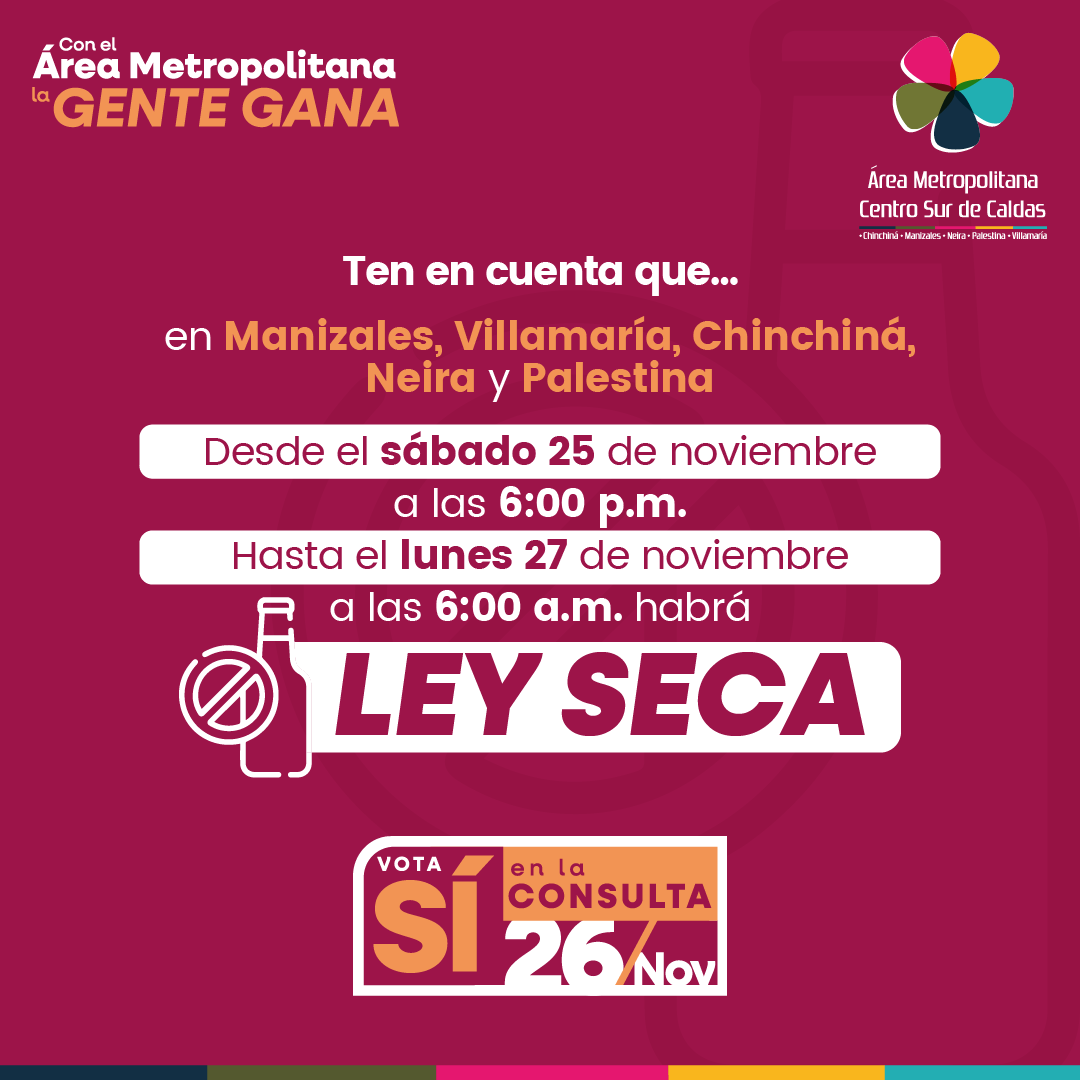 Con el
Área Metropolitana
la GENTE GANA
Área Metropolitana
Centro Sur de Caldas
• Chinchiná • Manizales • Neira • Palestina • Villamaría
Ten en cuenta que...
en Manizales, Villamaría, Chinchiná,
Neira y Palestina
Desde el sábado 25 de noviembre
a las 6:00 p.m.
Hasta el lunes 27 de noviembre
a las 6:00 a.m. habrá
LEY SECA
VOTA
SÍ
en la
CONSULTA
26/Nov